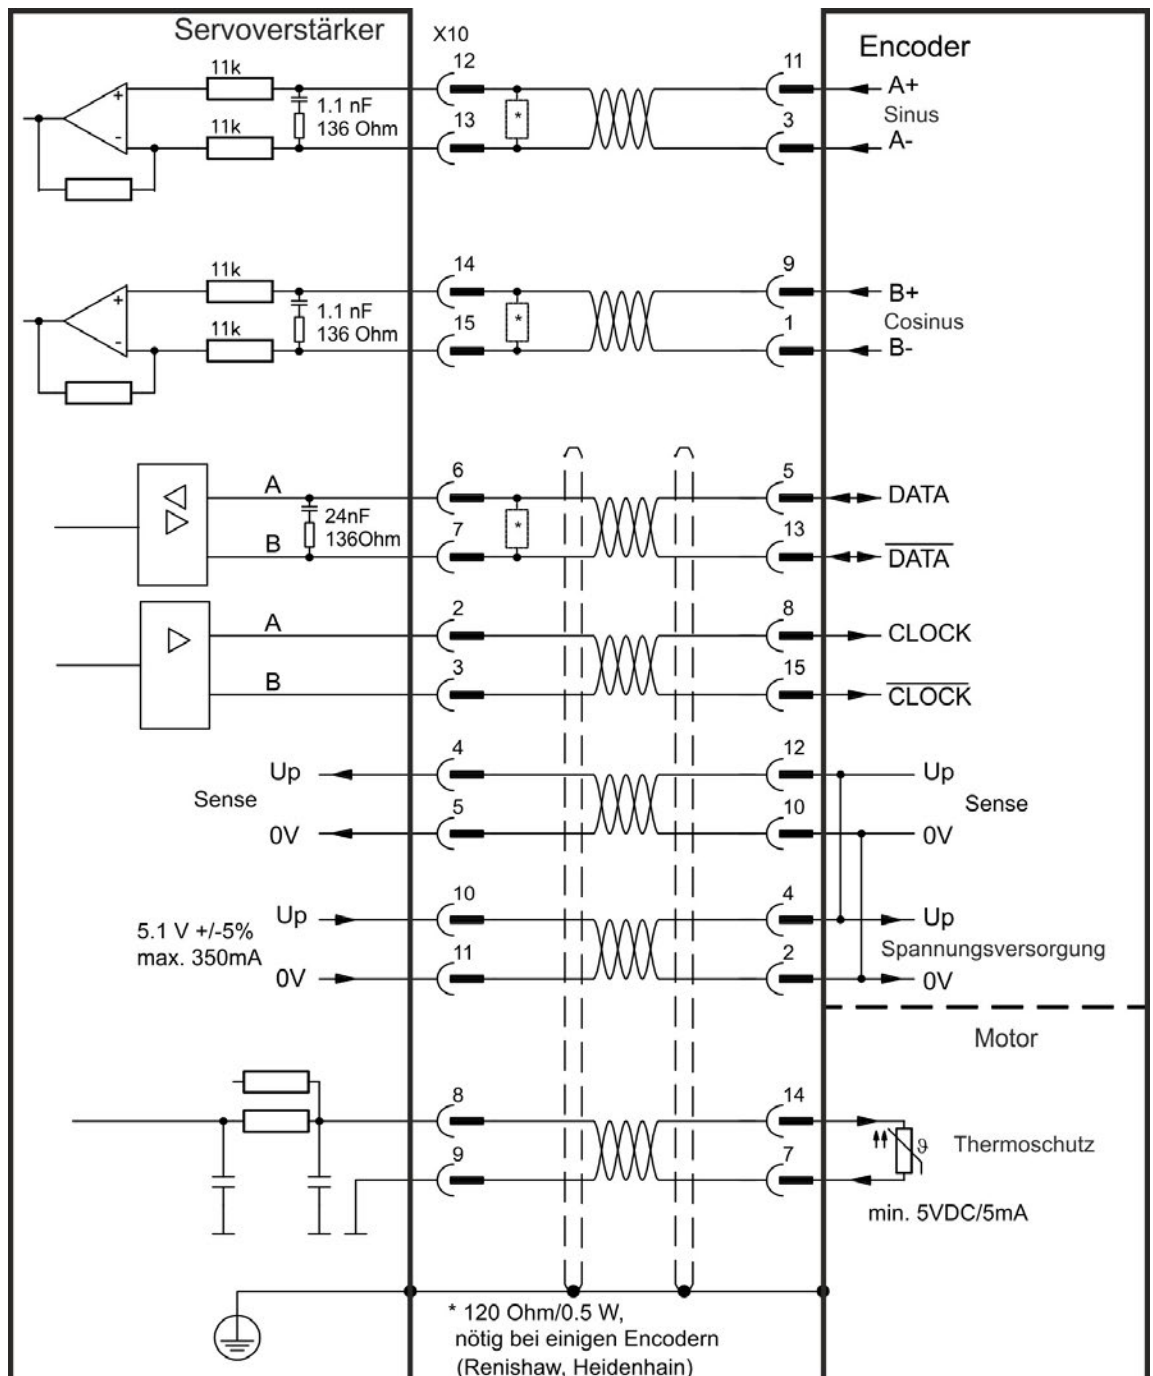 Servoverstärker
X10
Encoder
11k
12
11
A+
+
1.1 nF
136 Ohm
*
Sinus
-
11k
13
3
A-
11k
14
9
B+
+
1.1 nF
136 Ohm
*
Cosinus
-
11k
15
1
B-
A
6
5
DATA
24nF
136Ohm
*
B
7
13
DATA
A
2
8
CLOCK
B
3
15
CLOCK
Up
4
12
Up
Sense
Sense
0V
5
10
0V
Up
10
4
Up
5.1 V +/-5%
max. 350mA
Spannungsversorgung
0V
11
2
0V
Motor
8
14
ϑ
Thermoschutz
9
7
min. 5VDC/5mA
* 120 Ohm/0.5 W,
nötig bei einigen Encodern
(Renishaw, Heidenhain)